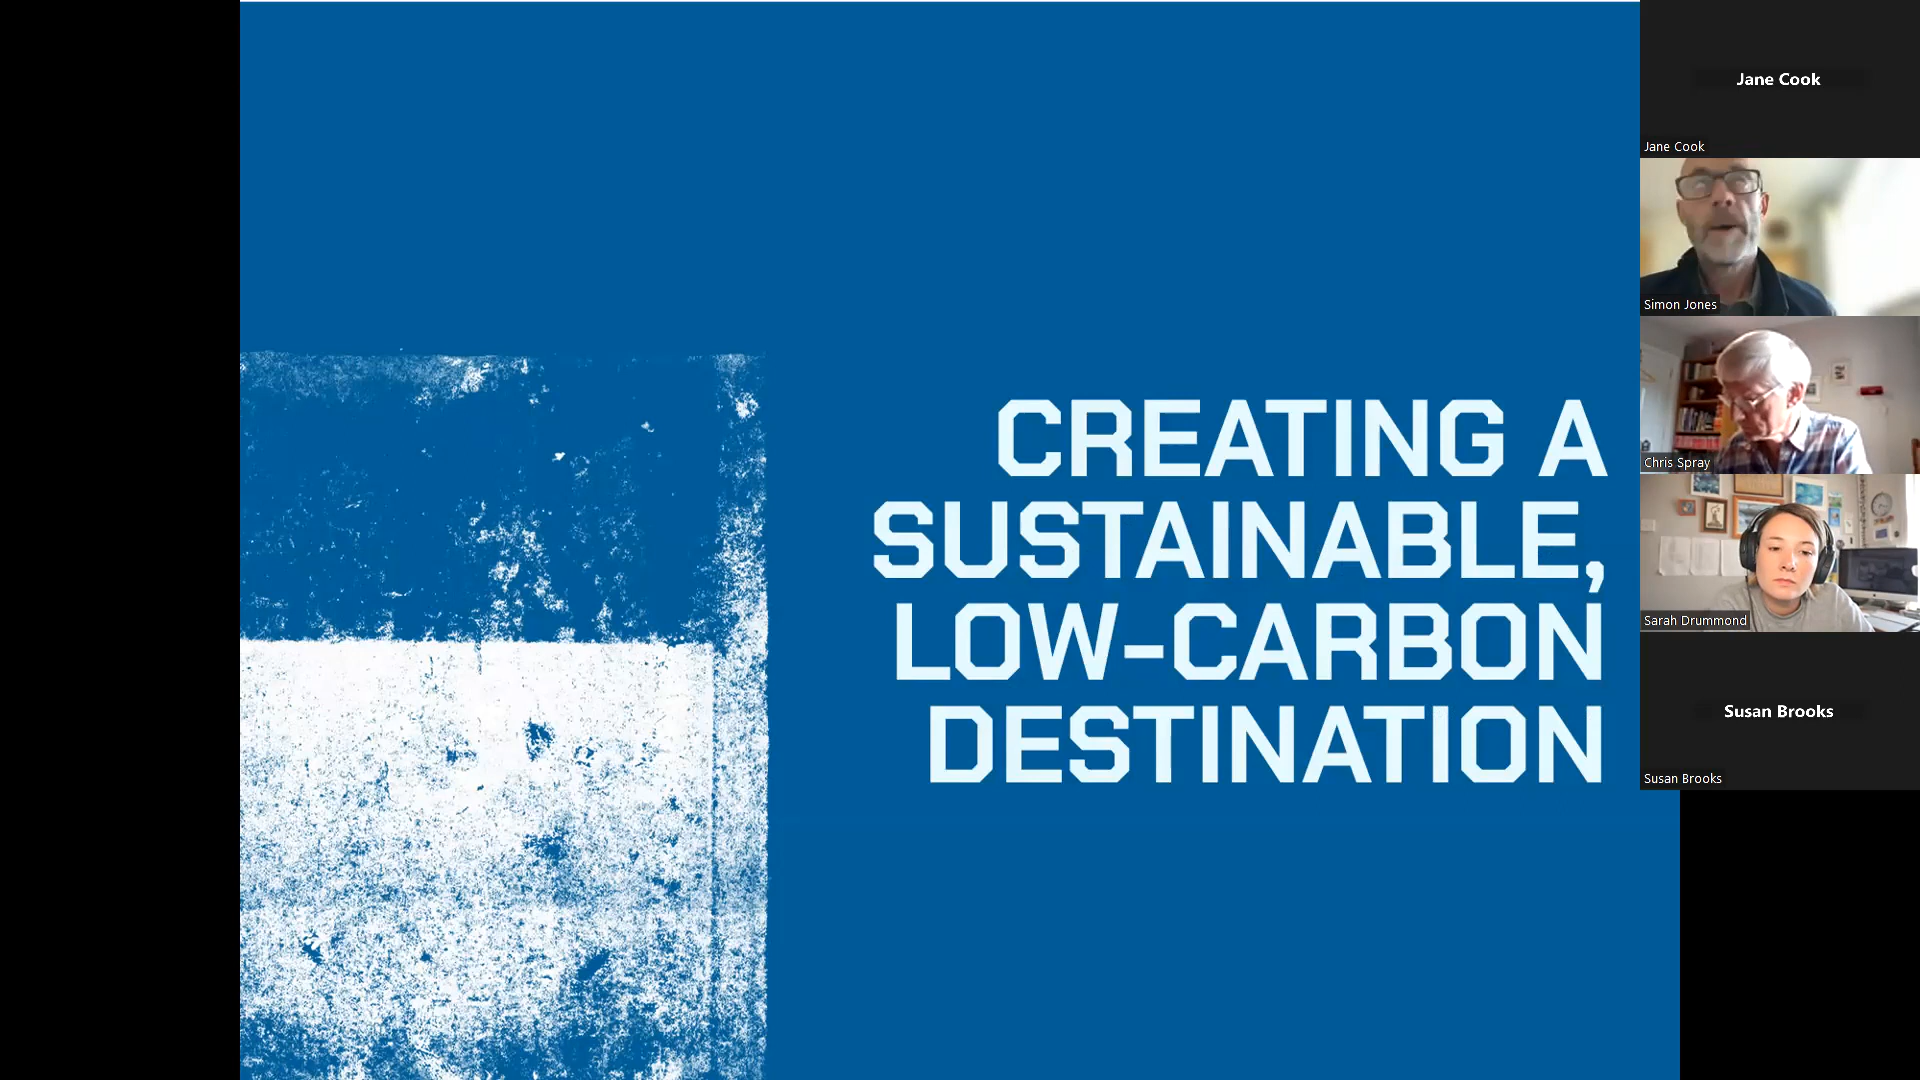 CREATING A
SUSTAINABLE,
LOW-CARBON
DESTINATION
Jane Cook
Jane Cook
Simon Jones
Chris Spray
Sarah Drummond
Susan Brooks
Susan Brooks